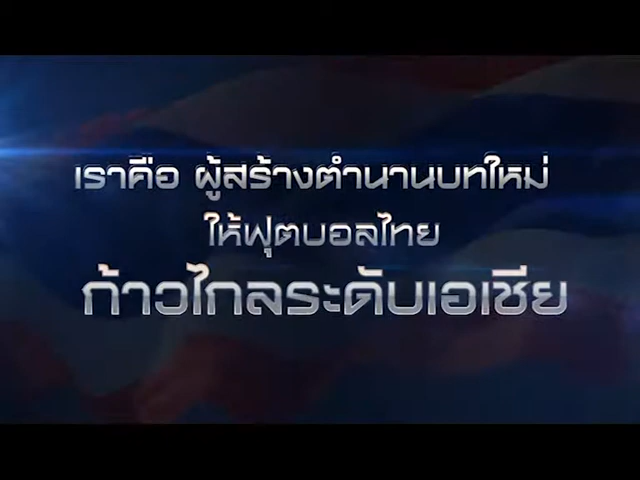 เราคือ ผู้สร้างตำนานบทใหม่
ให้ฟุตบอลไทย
ก้าวไกลระดับเอเชีย